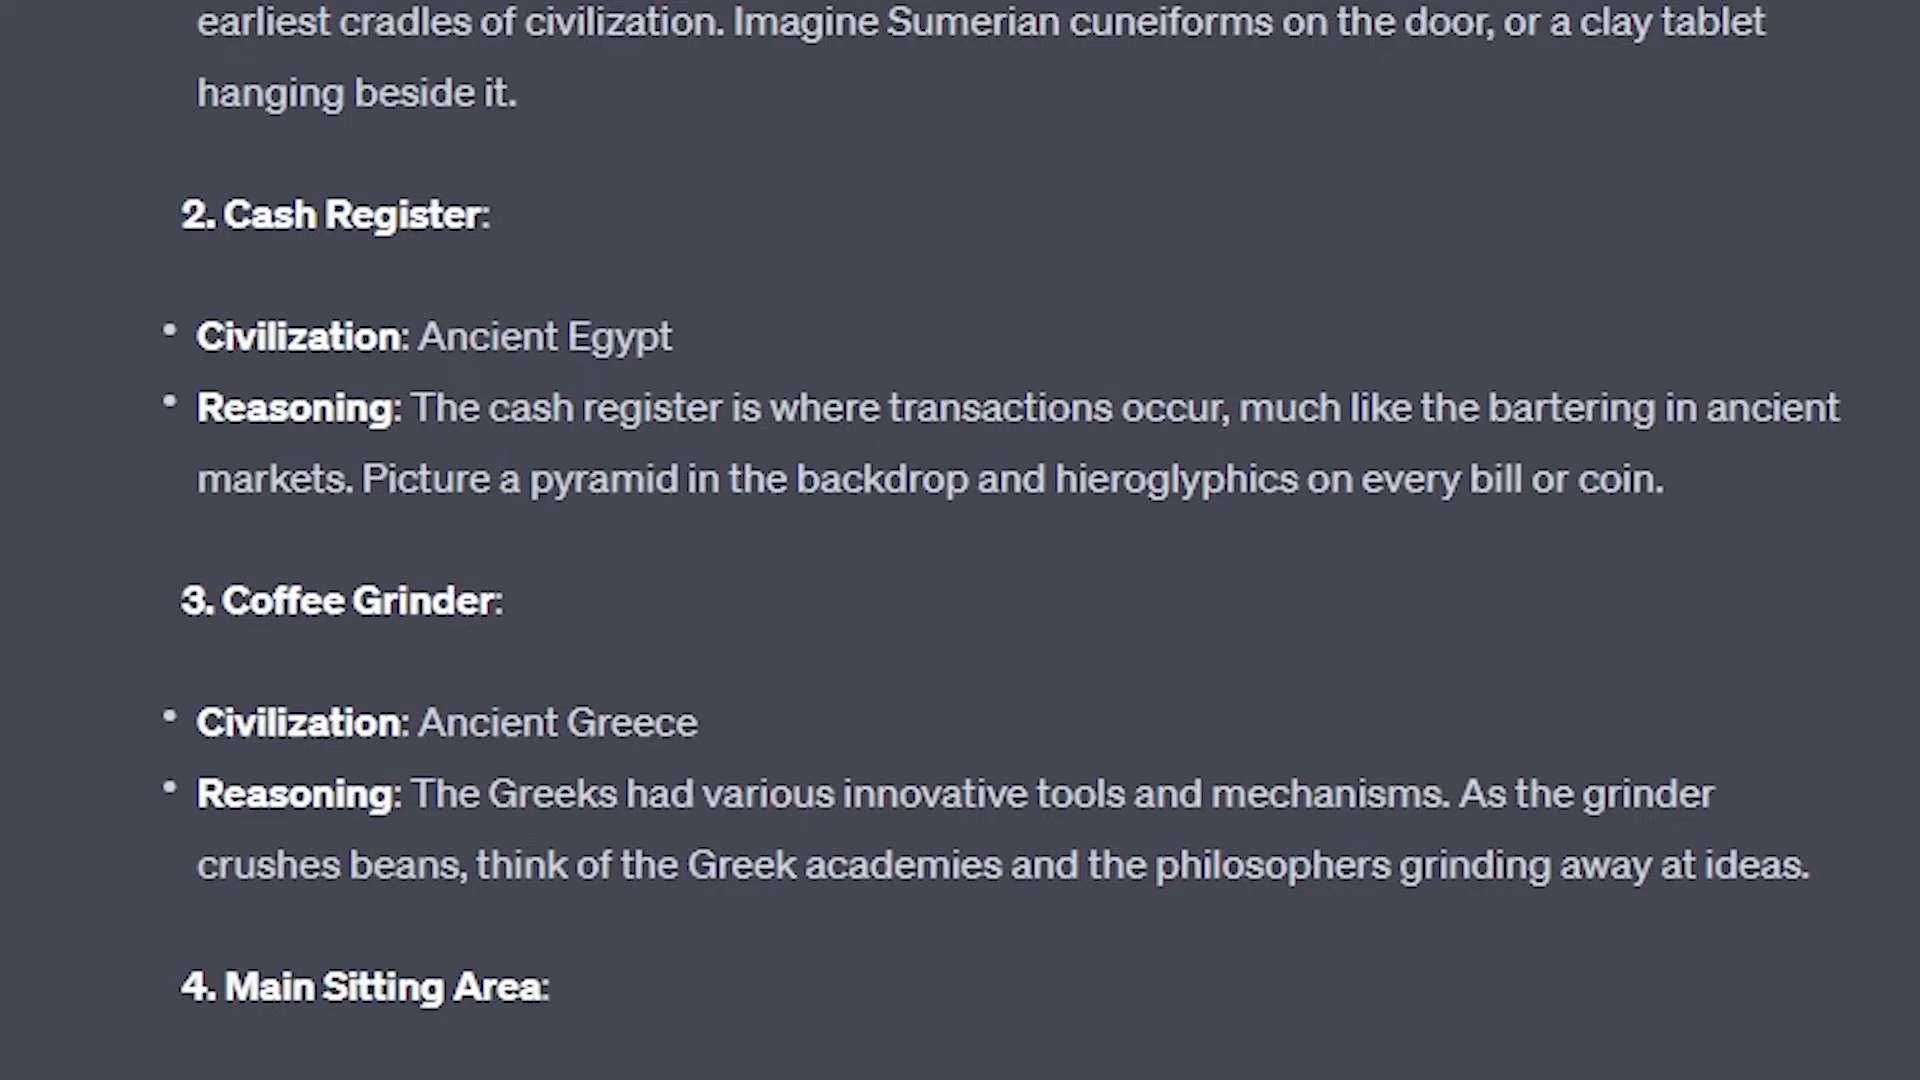 earliest cradles of civilization. Imagine Sumerian cuneiforms on the door, or a clay tablet
hanging beside it.
2. Cash Register:
• Civilization: Ancient Egypt
• Reasoning: The cash register is where transactions occur, much like the bartering in ancient
markets. Picture a pyramid in the backdrop and hieroglyphics on every bill or coin.
3. Coffee Grinder:
• Civilization: Ancient Greece
• Reasoning: The Greeks had various innovative tools and mechanisms. As the grinder
crushes beans, think of the Greek academies and the philosophers grinding away at ideas.
4. Main Sitting Area: